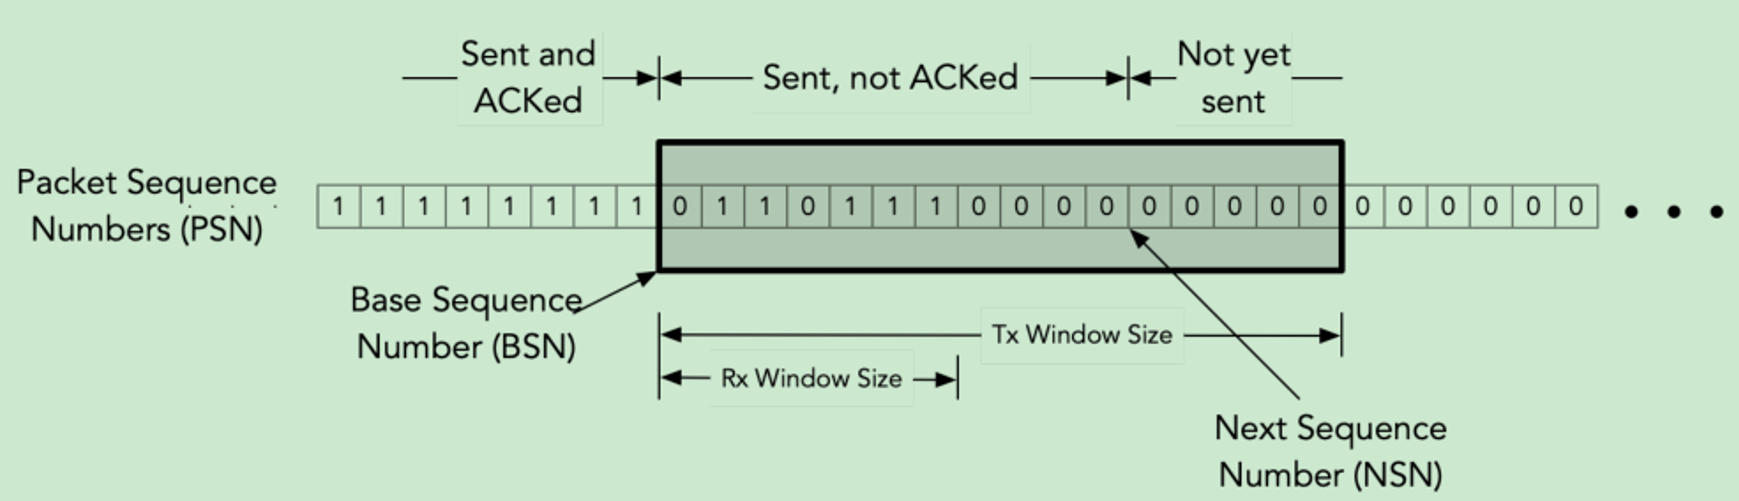 Sent and
ACKed
Sent, not ACKed
Not yet
sent
Packet Sequence
Numbers (PSN)
1 1 1 1 1 1 1 1 0 1 1 0 1 1 1 0 0 0 0 0 0 0 0 0 0 0 0 0 0 0 • • •
Base Sequence
Number (BSN)
Tx Window Size
Rx Window Size
Next Sequence
Number (NSN)